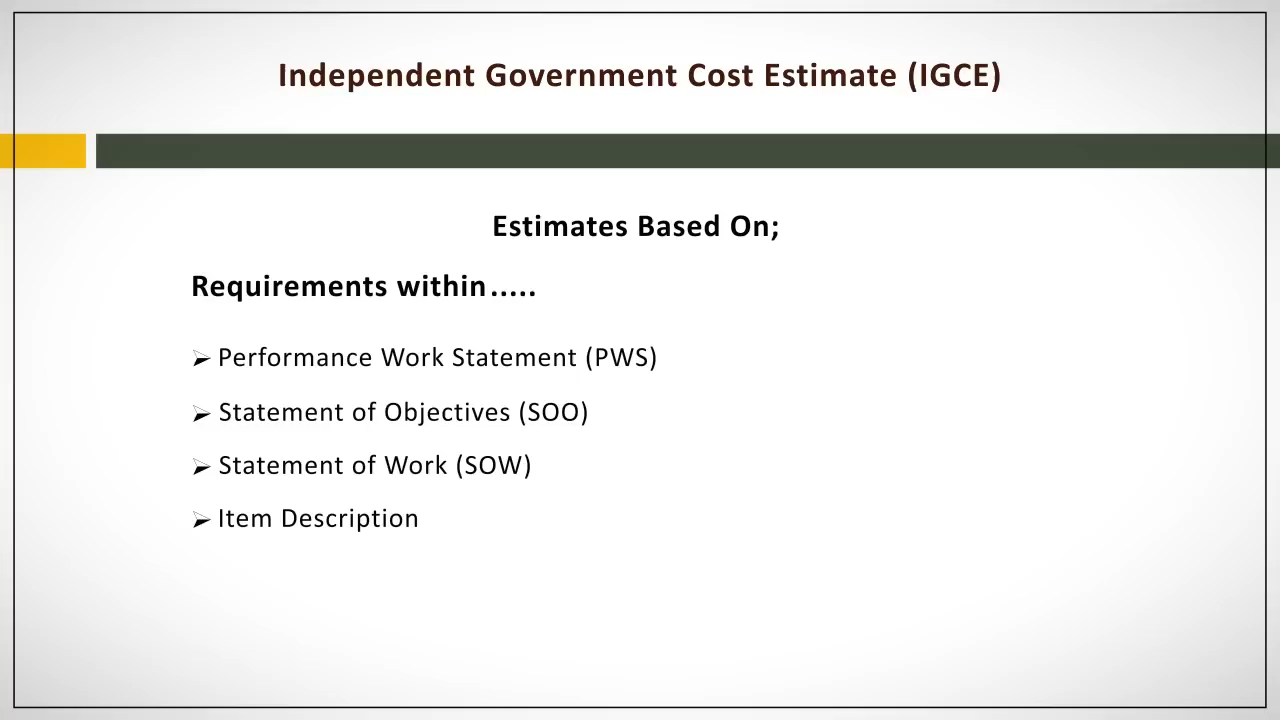 Independent Government Cost Estimate (IGCE)
Estimates Based On;
Requirements within.....
➢ Performance Work Statement (PWS)
➢ Statement of Objectives (SOO)
➢ Statement of Work (SOW)
➢ Item Description